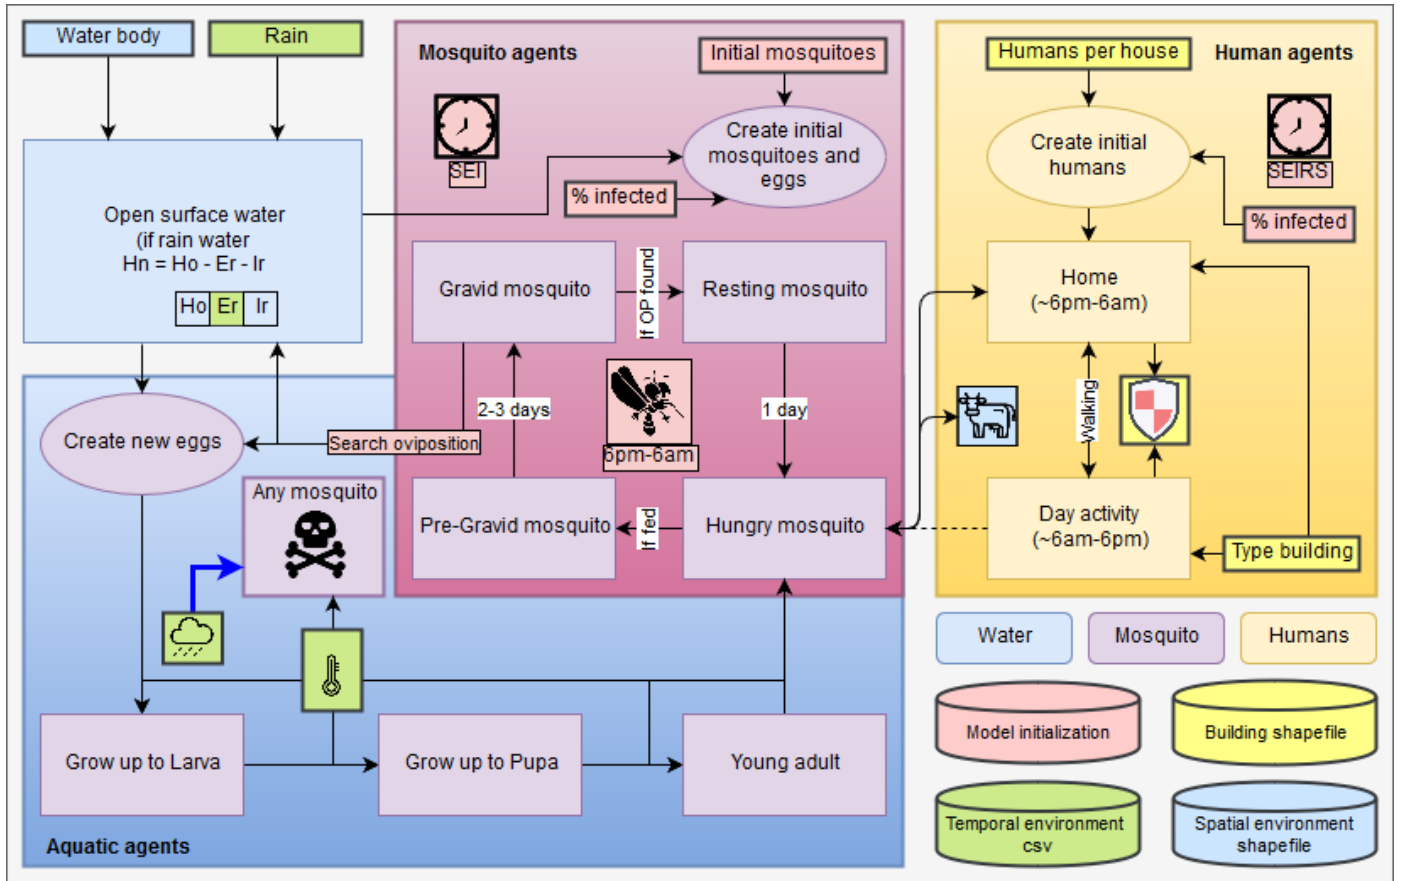 Water body
Rain
Mosquito agents
Initial mosquitoes
Humans per house
Human agents
SEI
Create initial
mosquitoes and
eggs
% infected
Create initial
humans
SEIRS
% infected
Open surface water
(if rain water
Hn = Ho - Er - Ir
Ho Er Ir
Gravid mosquito
If OP found
Resting mosquito
Home
(~6pm-6am)
2-3 days
1 day
Walking
Create new eggs
Search oviposition
6pm-6am
Any mosquito
Pre-Gravid mosquito
If fed
Hungry mosquito
Day activity
(~6am-6pm)
Type building
Water
Mosquito
Humans
Grow up to Larva
Grow up to Pupa
Young adult
Model initialization
Building shapefile
Aquatic agents
Temporal environment
csv
Spatial environment
shapefile